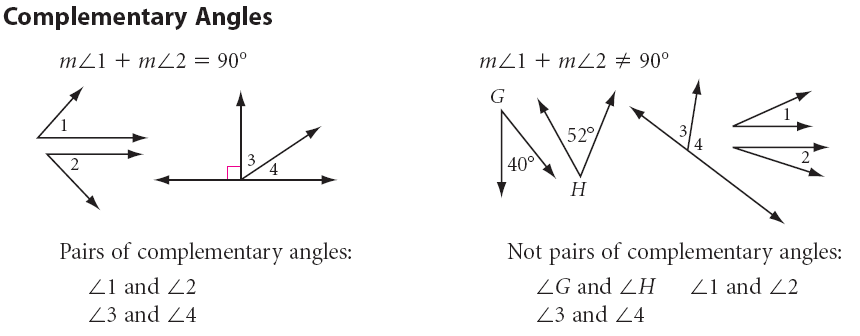 Complementary Angles
m∠1 + m∠2 = 90°
m∠1 + m∠2 ≠ 90°
1
2
3
4
G
40°
52°
H
3
4
1
2
Pairs of complementary angles:
∠1 and ∠2
∠3 and ∠4
Not pairs of complementary angles:
∠G and ∠H ∠1 and ∠2
∠3 and ∠4